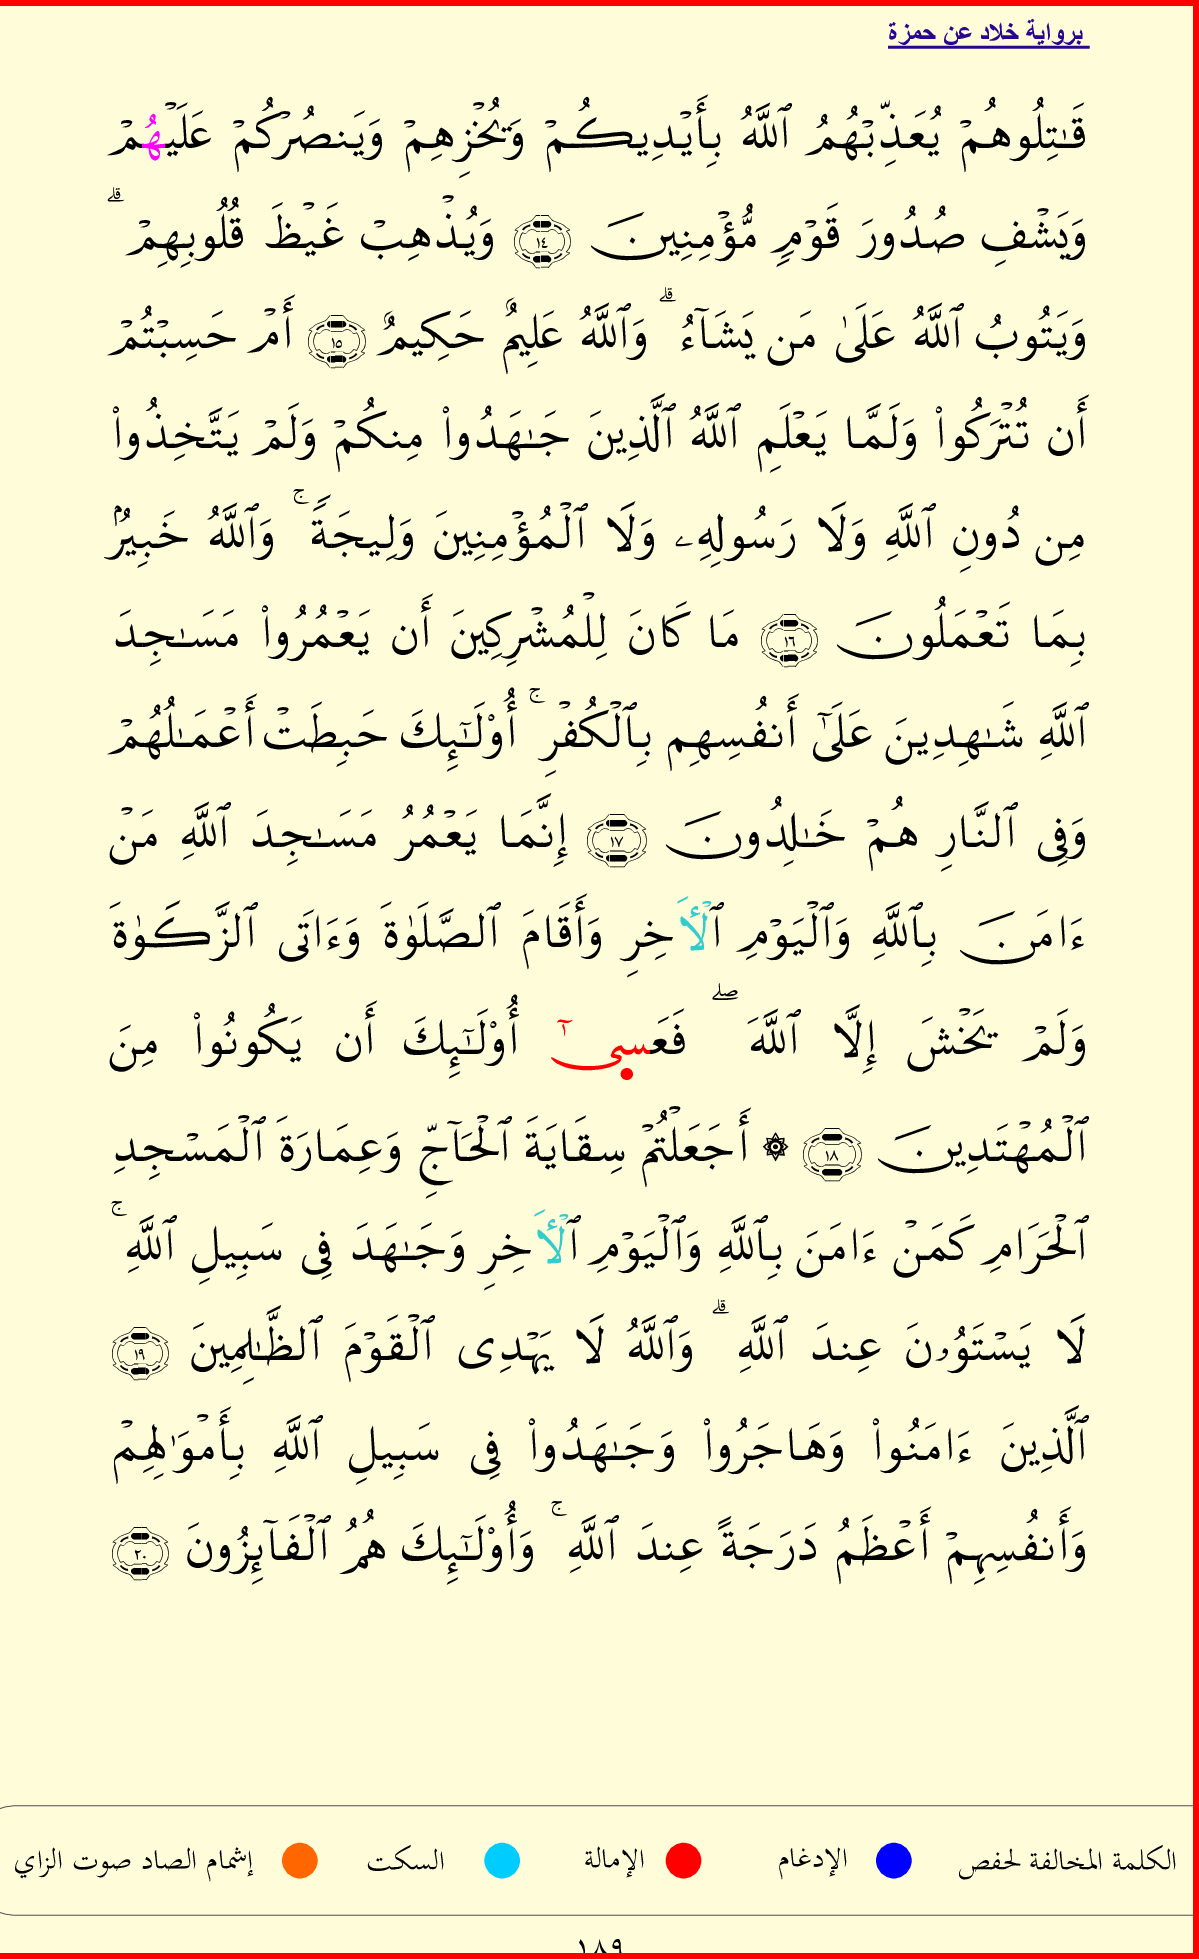 برواية خلاد عن حمزة
قَـٰتِلُوهُمۡ يُعَذِّبۡهُمُ ٱللَّهُ بِأَيۡدِيكُمۡ وَيُخۡزِهِمۡ وَيَنصُرۡكُمۡ عَلَيۡهُمۡ
وَيَشۡفِ صُدُورَ قَوۡمٖ مُّؤۡمِنِينَ ١٤ وَيُذۡهِبۡ غَيۡظَ قُلُوبِهِمۡۗ
وَيَتُوبُ ٱللَّهُ عَلَىٰ مَن يَشَآءُۗ وَٱللَّهُ عَلِيمٌ حَكِيمٌ ١٥ أَمۡ حَسِبۡتُمۡ
أَن تُتۡرَكُواْ وَلَمَّا يَعۡلَمِ ٱللَّهُ ٱلَّذِينَ جَـٰهَدُواْ مِنكُمۡ وَلَمۡ يَتَّخِذُواْ
مِن دُونِ ٱللَّهِ وَلَا رَسُولِهِۦ وَلَا ٱلۡمُؤۡمِنِينَ وَلِيجَةٗۚ وَٱللَّهُ خَبِيرُۢ
بِمَا تَعۡمَلُونَ ١٦ مَا كَانَ لِلۡمُشۡرِكِينَ أَن يَعۡمُرُواْ مَسَـٰجِدَ
ٱللَّهِ شَـٰهِدِينَ عَلَىٰٓ أَنفُسِهِم بِٱلۡكُفۡرِۚ أُوْلَـٰٓئِكَ حَبِطَتۡ أَعۡمَـٰلُهُمۡ
وَفِى ٱلنَّارِ هُمۡ خَـٰلِدُونَ ١٧ إِنَّمَا يَعۡمُرُ مَسَـٰجِدَ ٱللَّهِ مَنۡ
ءَامَنَ بِٱللَّهِ وَٱلۡيَوۡمِ ٱلۡأَخِرِ وَأَقَامَ ٱلصَّلَوٰةَ وَءَاتَى ٱلزَّكَوٰةَ
وَلَمۡ يَخۡشَ إِلَّا ٱللَّهَۖ فَعَسىٰٓ أُوْلَـٰٓئِكَ أَن يَكُونُواْ مِنَ
ٱلۡمُهۡتَدِينَ ١٨ ۞ أَجَعَلۡتُمۡ سِقَايَةَ ٱلۡحَآجِّ وَعِمَارَةَ ٱلۡمَسۡجِدِ
ٱلۡحَرَامِ كَمَنۡ ءَامَنَ بِٱللَّهِ وَٱلۡيَوۡمِ ٱلۡأَخِرِ وَجَـٰهَدَ فِى سَبِيلِ ٱللَّهِۚ
لَا يَسۡتَوُۥنَ عِندَ ٱللَّهِۗ وَٱللَّهُ لَا يَهۡدِى ٱلۡقَوۡمَ ٱلظَّـٰلِمِينَ ١٩
ٱلَّذِينَ ءَامَنُواْ وَهَاجَرُواْ وَجَـٰهَدُواْ فِى سَبِيلِ ٱللَّهِ بِأَمۡوَٰلِهِمۡ
وَأَنفُسِهِمۡ أَعۡظَمُ دَرَجَةً عِندَ ٱللَّهِۚ وَأُوْلَـٰٓئِكَ هُمُ ٱلۡفَآئِزُونَ ٢٠
الكلمة المخالفة لحفص الإدغام الإمالة السكت إشمام الصاد صوت الزاي
١٨٩